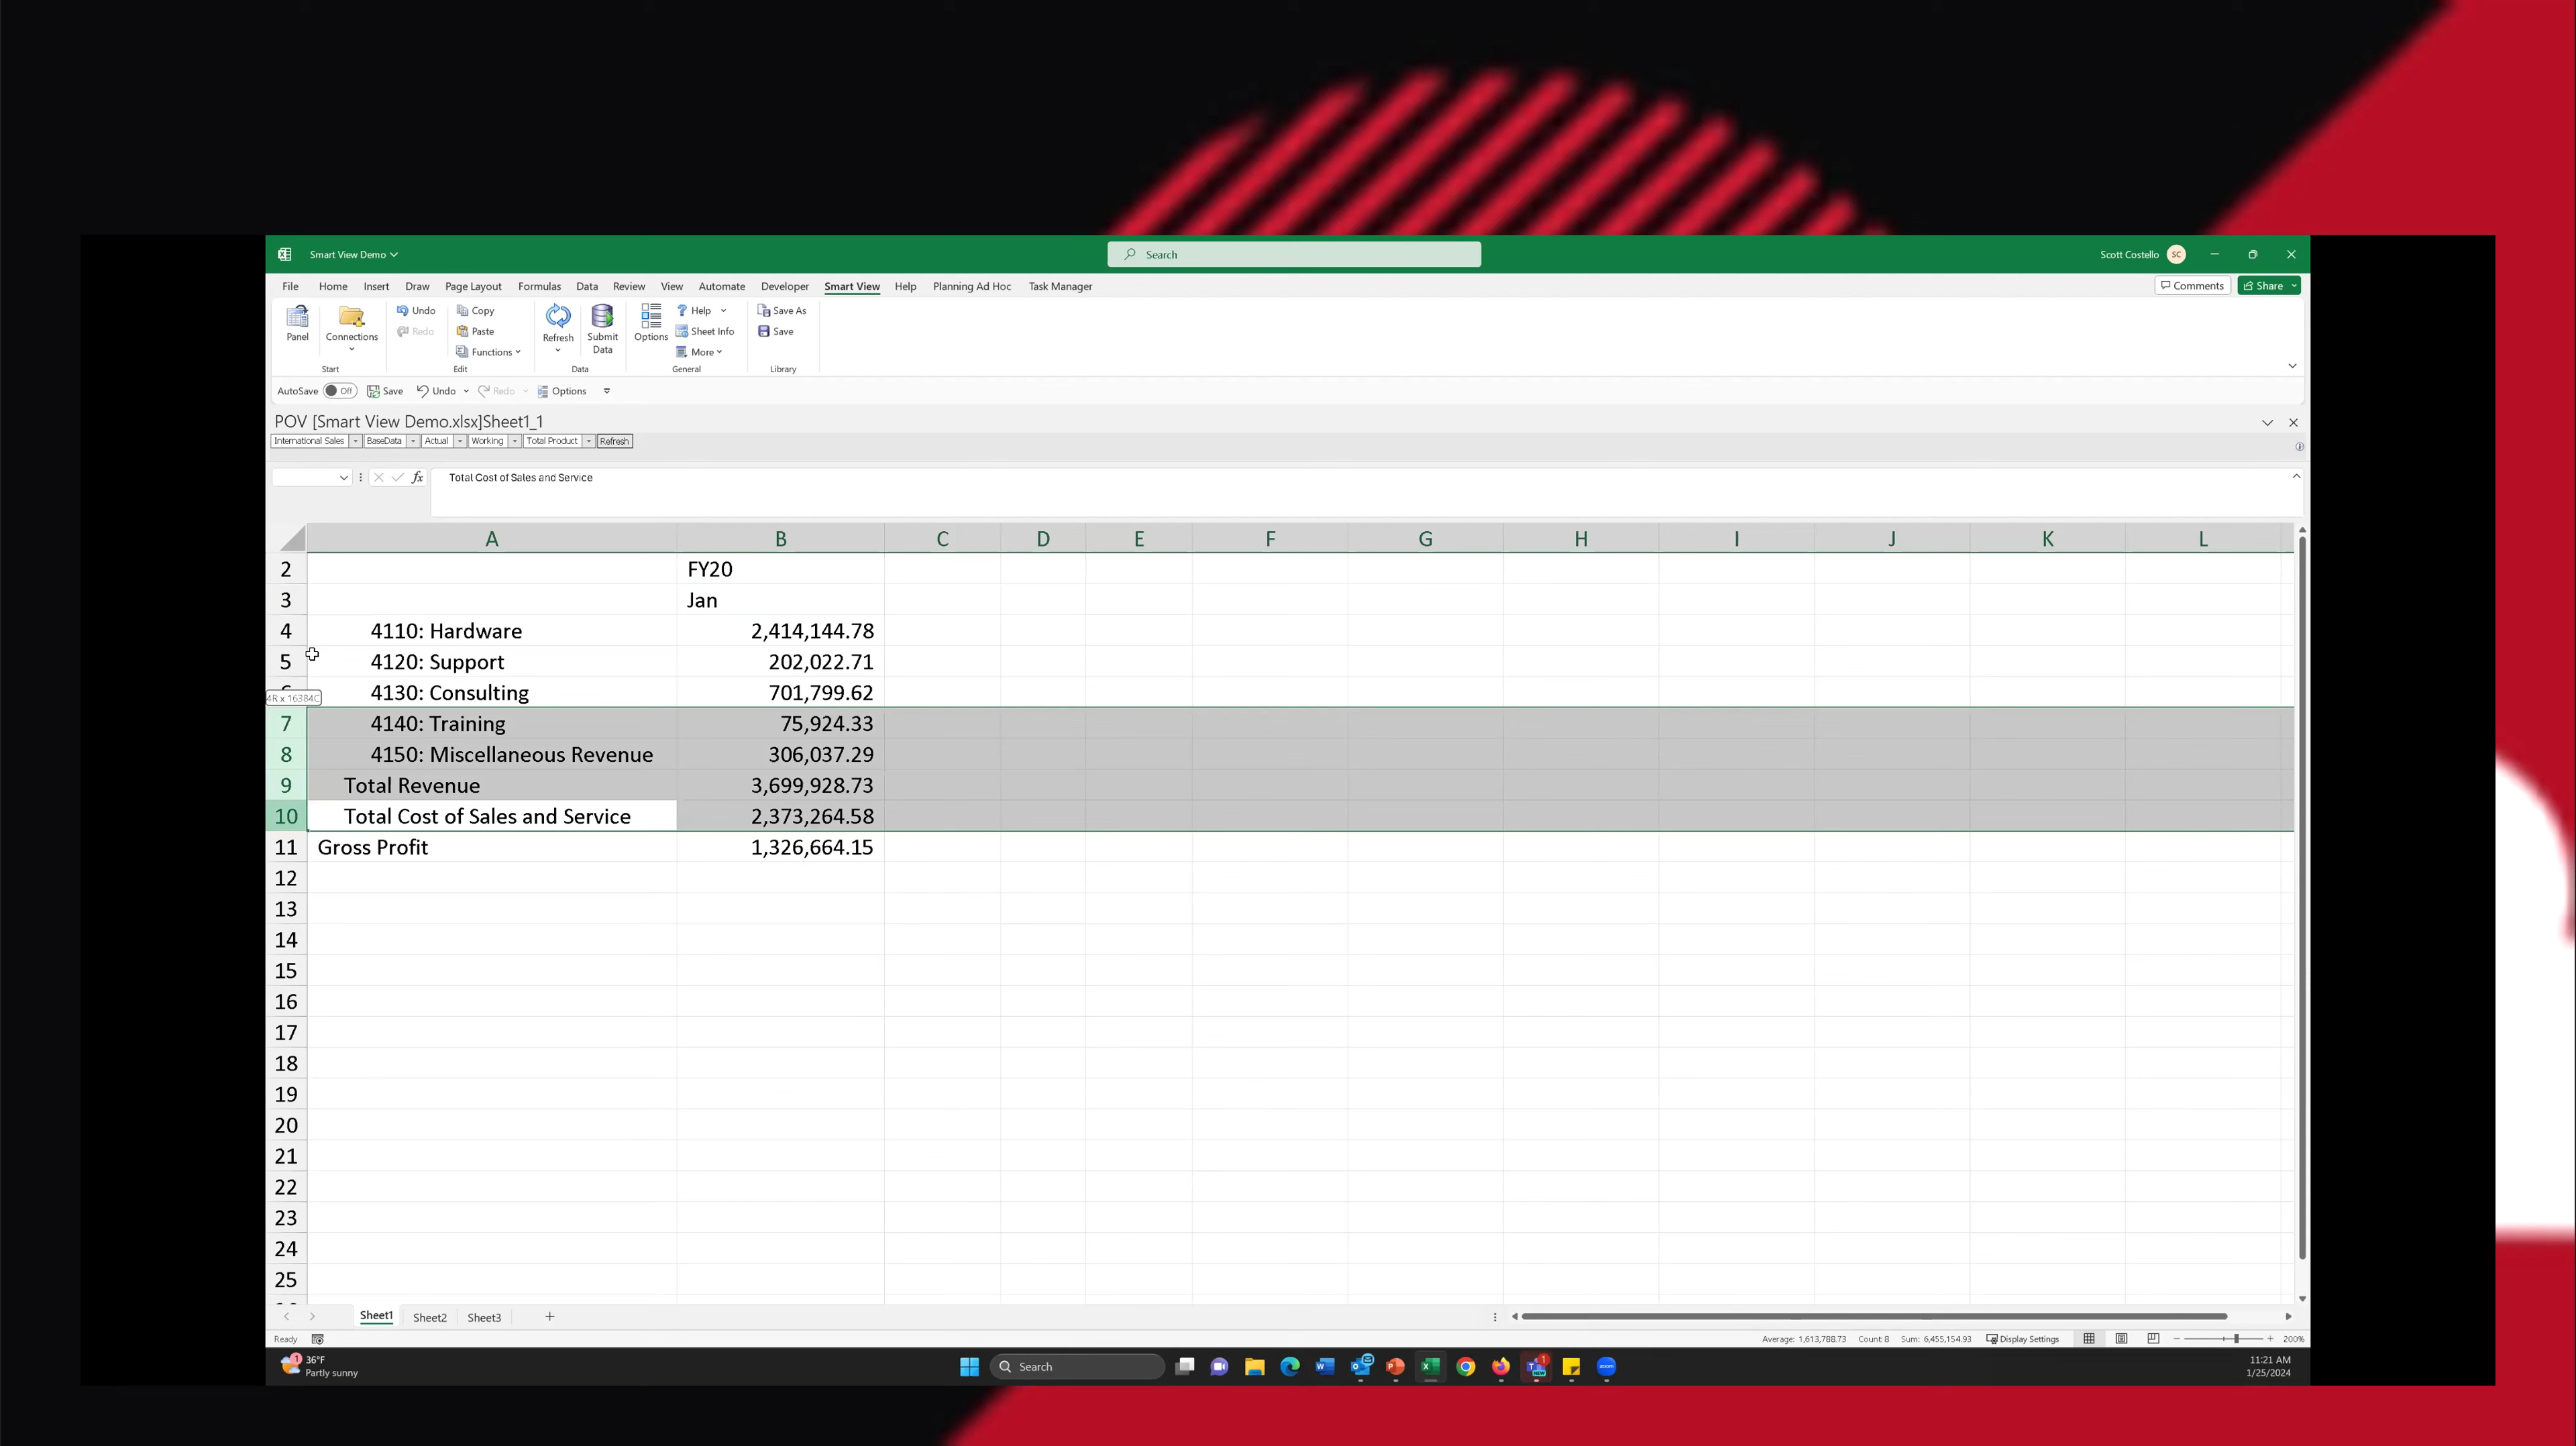 Smart View Demo
Search
Scott Costello SC
File Home Insert Draw Page Layout Formulas Data Review View Automate Developer Smart View Help Planning Ad Hoc Task Manager
Comments Share
Panel Connections Undo Redo Copy Paste Functions Refresh Submit Data Options Help Sheet Info More Save As Save
Start Edit Data General Library
AutoSave Off Save Undo Redo Options
POV [Smart View Demo.xlsx]Sheet1_1
International Sales BaseData Actual Working Total Product Refresh
fx Total Cost of Sales and Service
A B C D E F G H I J K L
2 FY20
3 Jan
4 4110: Hardware 2,414,144.78
5 4120: Support 202,022.71
4130: Consulting 701,799.62
4R x 16384C
7 4140: Training 75,924.33
8 4150: Miscellaneous Revenue 306,037.29
9 Total Revenue 3,699,928.73
10 Total Cost of Sales and Service 2,373,264.58
11 Gross Profit 1,326,664.15
12
13
14
15
16
17
18
19
20
21
22
23
24
25
Sheet1 Sheet2 Sheet3
Ready Average: 1,613,788.73 Count: 8 Sum: 6,455,154.93 Display Settings 200%
1 36°F
Partly sunny
Search
11:21 AM
1/25/2024